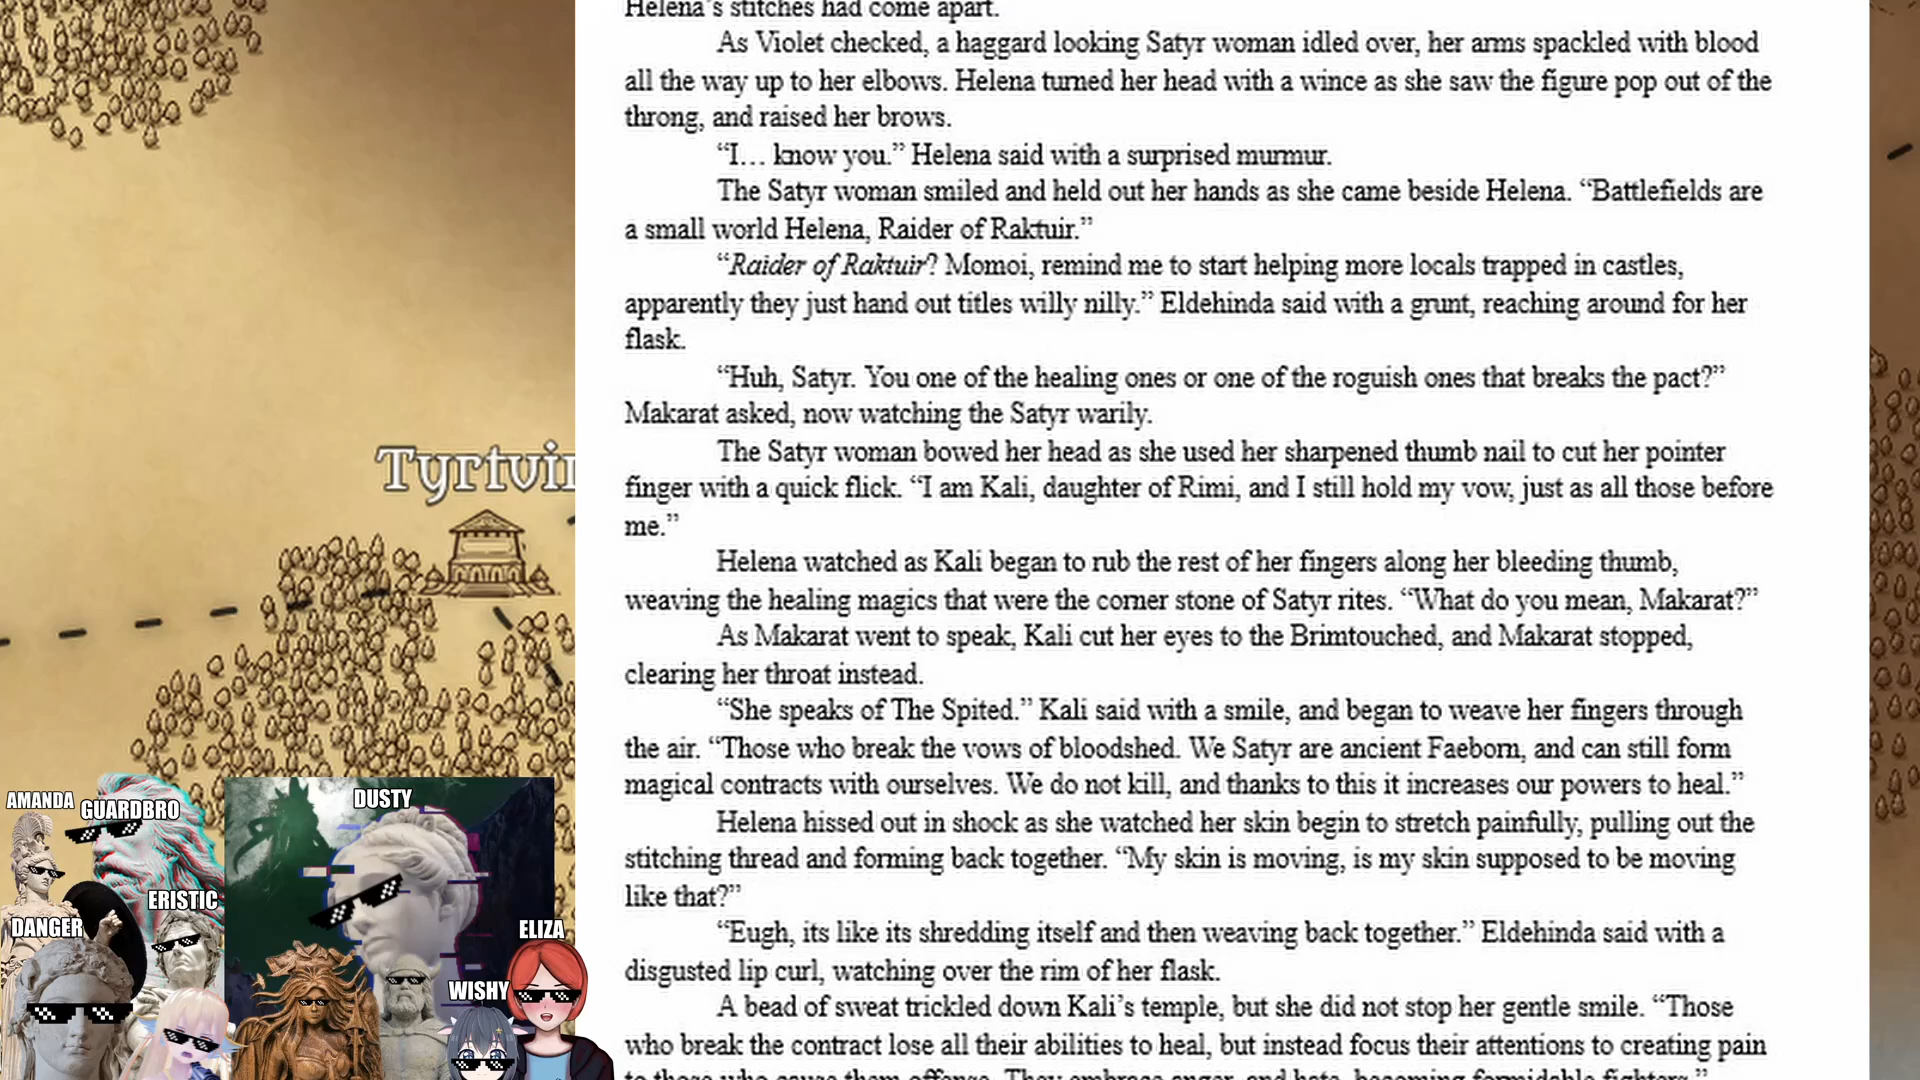 Helena's stitches had come apart.
As Violet checked, a haggard looking Satyr woman idled over, her arms spackled with blood
all the way up to her elbows. Helena turned her head with a wince as she saw the figure pop out of the
throng, and raised her brows.
“I… know you.” Helena said with a surprised murmur.
The Satyr woman smiled and held out her hands as she came beside Helena. “Battlefields are
a small world Helena, Raider of Raktuir.”
“Raider of Raktuir? Momoi, remind me to start helping more locals trapped in castles,
apparently they just hand out titles willy nilly.” Eldehinda said with a grunt, reaching around for her
flask.
“Huh, Satyr. You one of the healing ones or one of the roguish ones that breaks the pact?”
Makarat asked, now watching the Satyr warily.
The Satyr woman bowed her head as she used her sharpened thumb nail to cut her pointer
finger with a quick flick. “I am Kali, daughter of Rimi, and I still hold my vow, just as all those before
me.”
Helena watched as Kali began to rub the rest of her fingers along her bleeding thumb,
weaving the healing magics that were the corner stone of Satyr rites. “What do you mean, Makarat?”
As Makarat went to speak, Kali cut her eyes to the Brimtouched, and Makarat stopped,
clearing her throat instead.
“She speaks of The Spited.” Kali said with a smile, and began to weave her fingers through
the air. “Those who break the vows of bloodshed. We Satyr are ancient Faeborn, and can still form
magical contracts with ourselves. We do not kill, and thanks to this it increases our powers to heal.”
Helena hissed out in shock as she watched her skin begin to stretch painfully, pulling out the
stitching thread and forming back together. “My skin is moving, is my skin supposed to be moving
like that?”
“Eugh, its like its shredding itself and then weaving back together.” Eldehinda said with a
disgusted lip curl, watching over the rim of her flask.
A bead of sweat trickled down Kali’s temple, but she did not stop her gentle smile. “Those
who break the contract lose all their abilities to heal, but instead focus their attentions to creating pain
to those who cause them offense. They embrace anger, and hate, becoming formidable fighters.”
Tyrtvir
AMANDA
GUARDBRO
DUSTY
ERISTIC
DANGER
ELIZA
WISHY